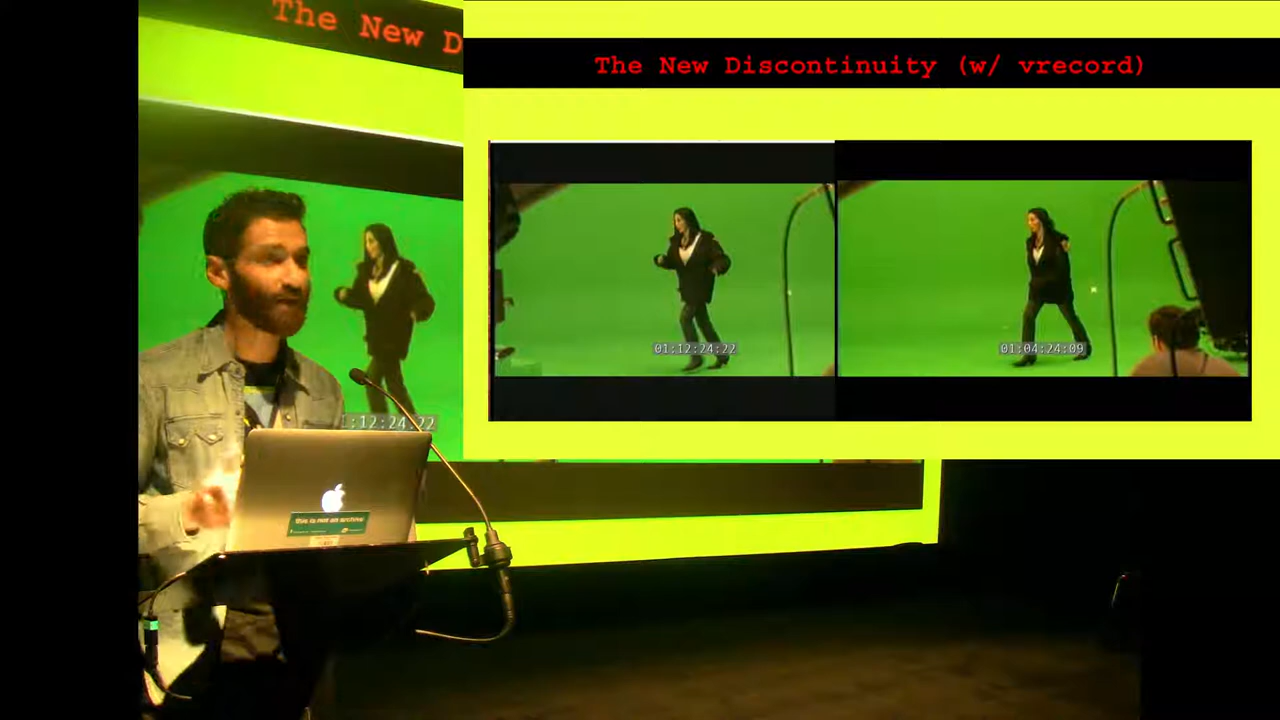 The New D
The New Discontinuity (w/ vrecord)
01:12:24:22
01:04:24:09
1:12:24:22
this is not an archive